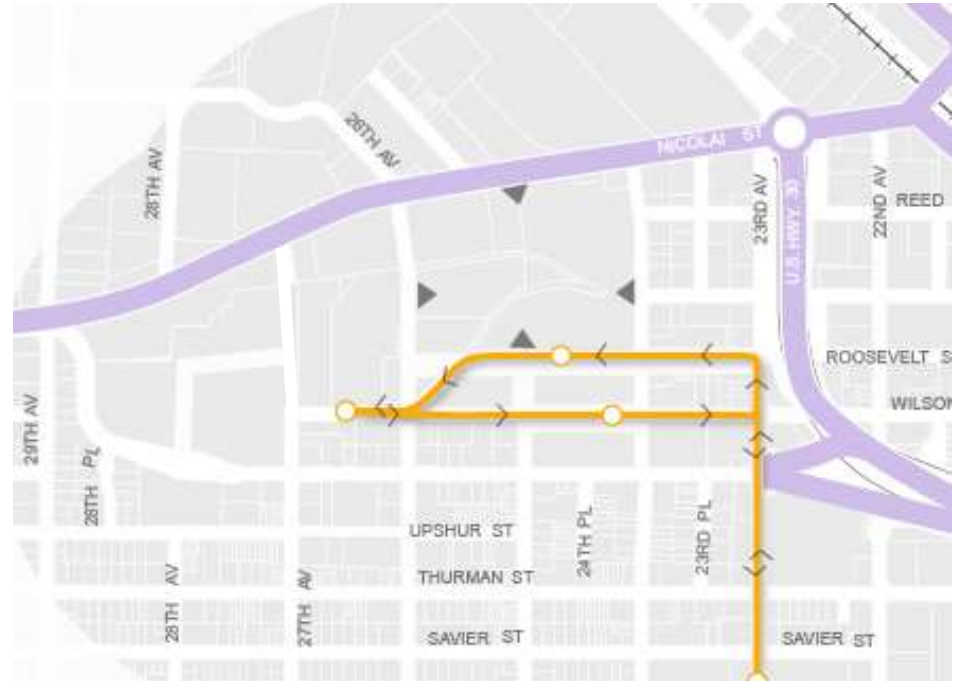 26TH AV
NICOLAI ST
28TH AV
23RD AV
22ND AV
REED
U.S. HWY. 30
ROOSEVELT S
WILSON
29TH AV
28TH PL
UPSHUR ST
24TH PL
23RD PL
THURMAN ST
28TH AV
27TH AV
SAVIER ST
SAVIER ST